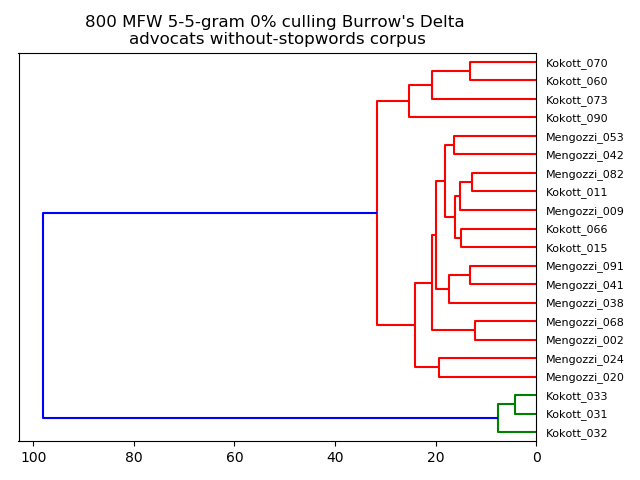 800 MFW 5-5-gram 0% culling Burrow's Delta
advocats without-stopwords corpus
Kokott_070
Kokott_060
Kokott_073
Kokott_090
Mengozzi_053
Mengozzi_042
Mengozzi_082
Kokott_011
Mengozzi_009
Kokott_066
Kokott_015
Mengozzi_091
Mengozzi_041
Mengozzi_038
Mengozzi_068
Mengozzi_002
Mengozzi_024
Mengozzi_020
Kokott_033
Kokott_031
Kokott_032
100 80 60 40 20 0